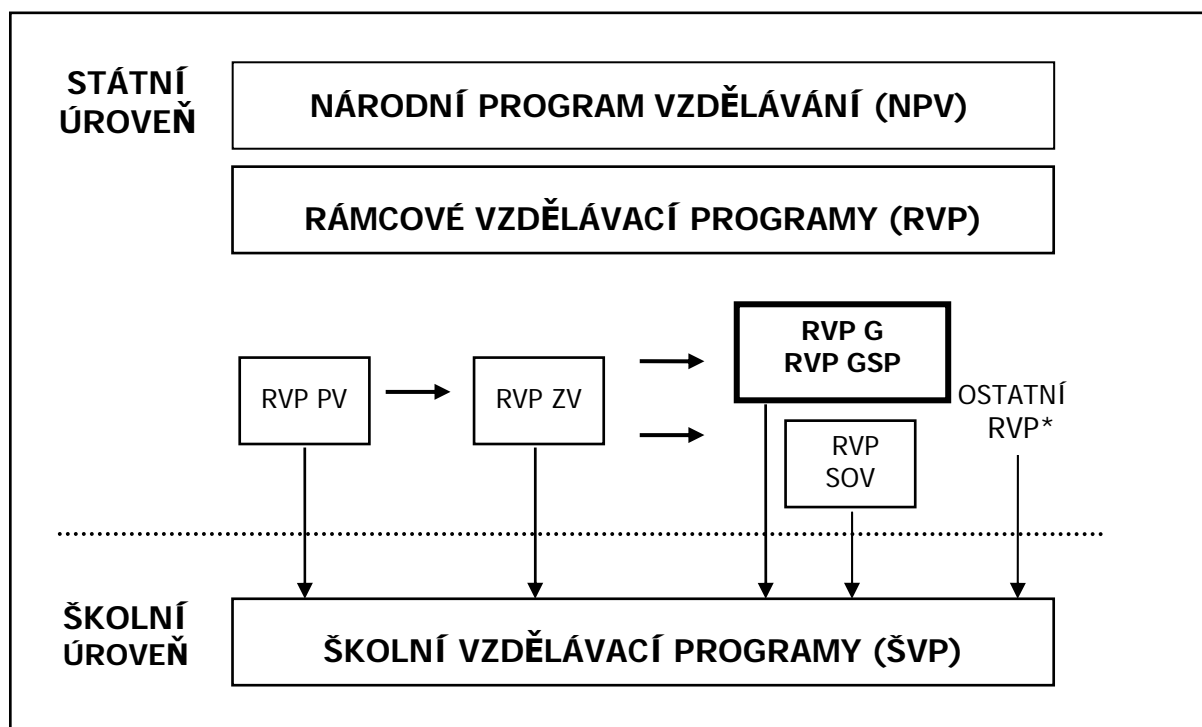 STÁTNÍ
ÚROVEŇ
NÁRODNÍ PROGRAM VZDĚLÁVÁNÍ (NPV)
RÁMCOVÉ VZDĚLÁVACÍ PROGRAMY (RVP)
RVP PV
RVP ZV
RVP G
RVP GSP
RVP
SOV
OSTATNÍ
RVP*
ŠKOLNÍ
ÚROVEŇ
ŠKOLNÍ VZDĚLÁVACÍ PROGRAMY (ŠVP)